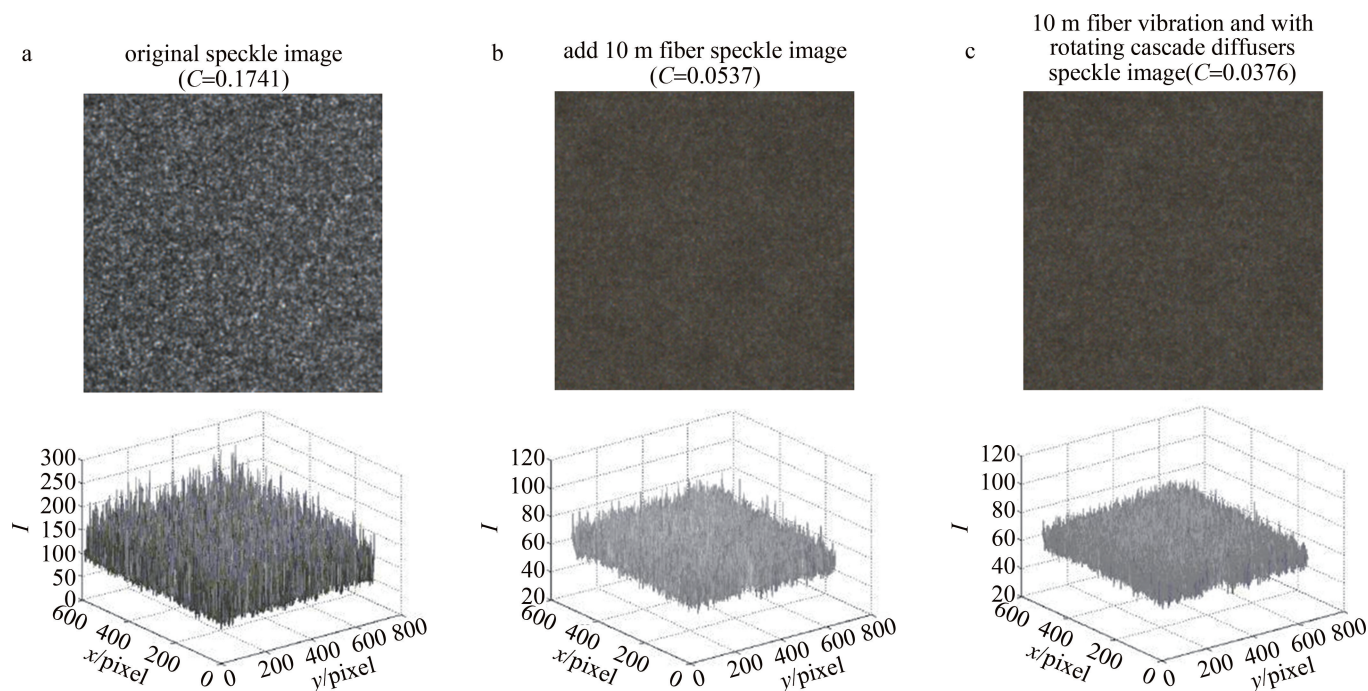 a
original speckle image
(C=0.1741)
b
add 10 m fiber speckle image
(C=0.0537)
c
10 m fiber vibration and with
rotating cascade diffusers
speckle image(C=0.0376)
300
250
200
150
100
50
0
I
600
400
200
0
x/pixel
0
200
400
600
800
y/pixel
120
100
80
60
40
20
I
600
400
200
0
x/pixel
0
200
400
600
800
y/pixel
120
100
80
60
40
20
I
600
400
200
0
x/pixel
0
200
400
600
800
y/pixel